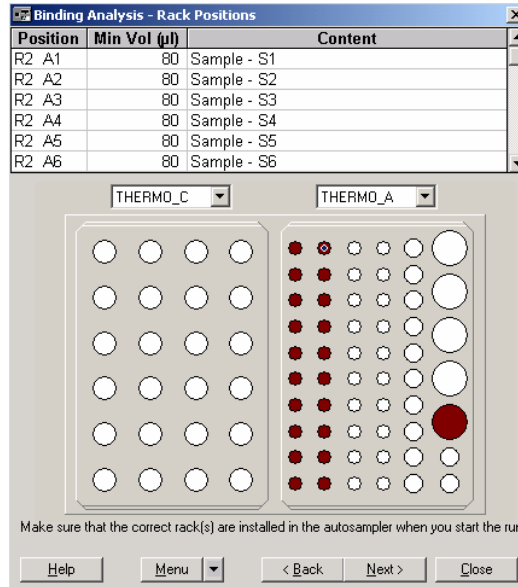 Binding Analysis - Rack Positions
Position Min Vol (µl) Content
R2 A1 80 Sample - S1
R2 A2 80 Sample - S2
R2 A3 80 Sample - S3
R2 A4 80 Sample - S4
R2 A5 80 Sample - S5
R2 A6 80 Sample - S6
THERMO_C THERMO_A
Make sure that the correct rack(s) are installed in the autosampler when you start the
Help Menu < Back Next > Close